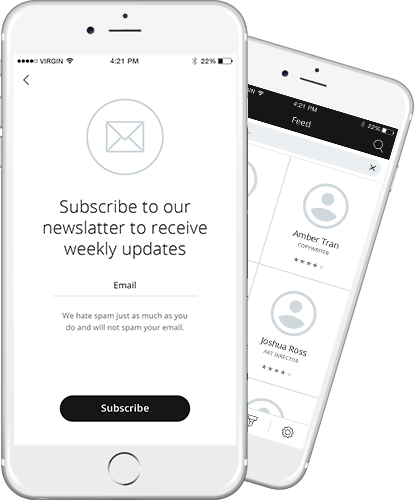 VIRGIN
4:21 PM
22%
Subscribe to our
newslatter to receive
weekly updates
Email
We hate spam just as much as you
do and will not spam your email.
Subscribe
4:21 PM
22%
Feed
Amber Tran
COPYWRITER
Joshua Ross
ART DIRECTOR